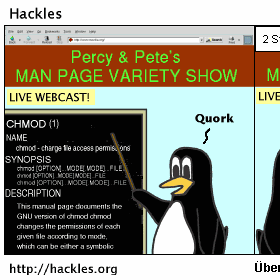 Hackles
Percy & Pete's
MAN PAGE VARIETY SHOW
2 S
LIVE WEBCAST!
LIVE
Quork
CHMOD (1)
NAME
chmod - change file access permissions
SYNOPSIS
chmod [OPTION]...MODE[,MODE]...FILE...
chmod [OPTION]...MODE[,MODE]...FILE
chmod [OPTION]...MODE[,MODE]...FILE
DESCRIPTION
This manual page documents the
GNU version of chmod chmod
changes the permissions of each
given file according to mode,
which can be either a symbolic
http://hackles.org
Über